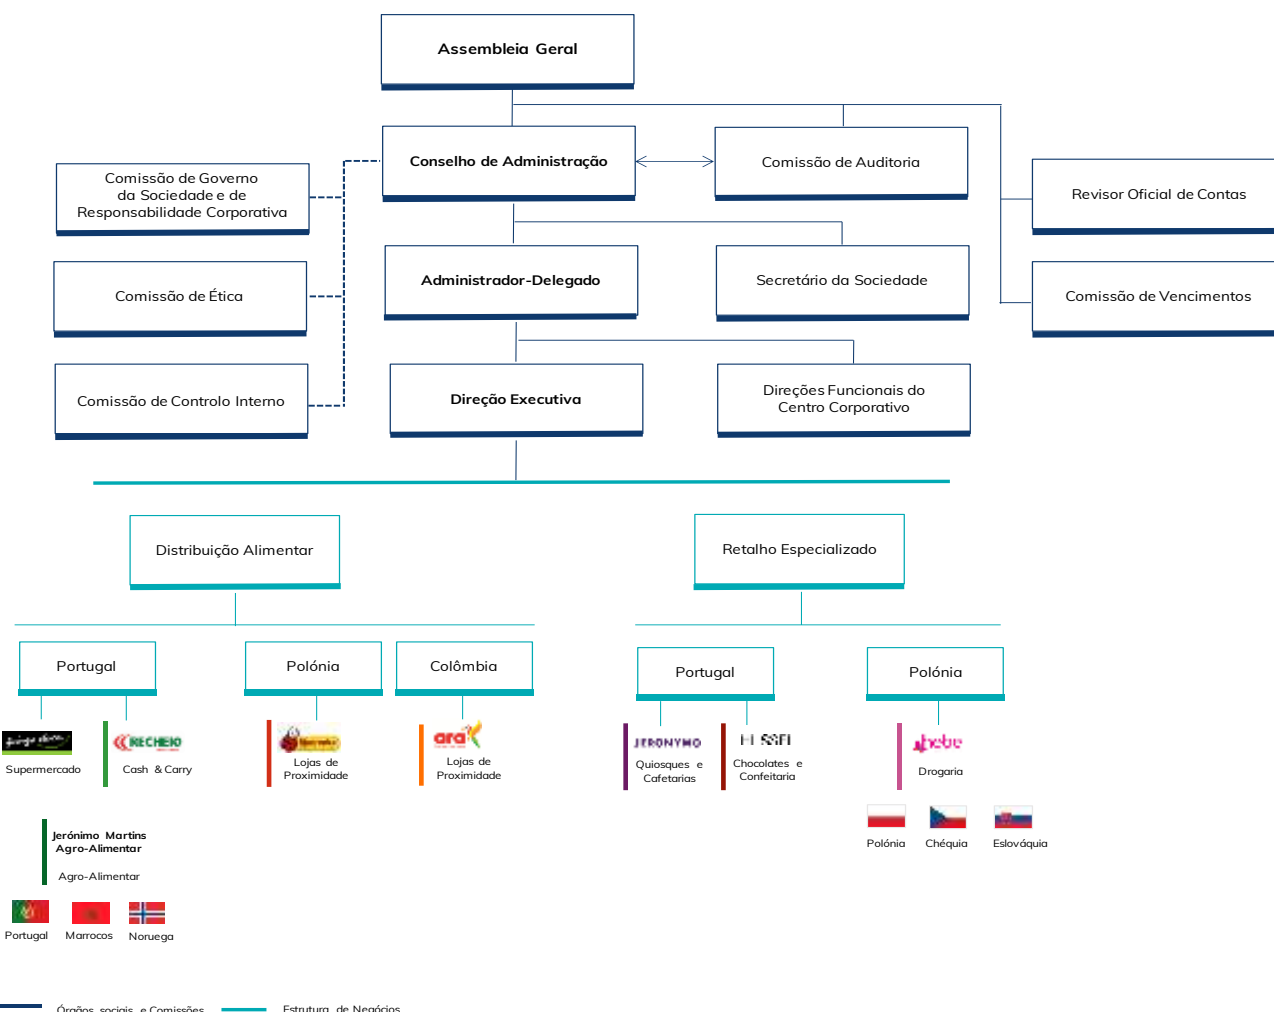 Assembleia Geral
Conselho de Administração
Comissão de Auditoria
Comissão de Governo
da Sociedade e de
Responsabilidade Corporativa
Revisor Oficial de Contas
Administrador-Delegado
Secretário da Sociedade
Comissão de Ética
Comissão de Vencimentos
Comissão de Controlo Interno
Direção Executiva
Direções Funcionais do
Centro Corporativo
Distribuição Alimentar
Retalho Especializado
Portugal
Polónia
Colômbia
Portugal
Polónia
Supermercado
RECHEIO
Cash & Carry
Lojas de
Proximidade
ara
Lojas de
Proximidade
JERONYMO
Quiosques e
Cafetarias
Chocolates e
Confeitaria
hebe
Drogaria
Polónia
Chéquia
Eslováquia
Jerónimo Martins
Agro-Alimentar
Agro-Alimentar
Portugal
Marrocos
Noruega
Órgãos sociais e Comissões
Estrutura de Negócios